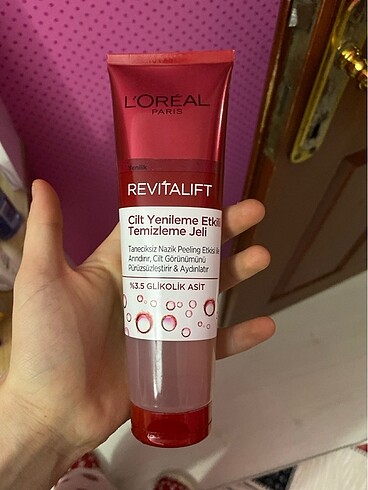 L'ORÉAL
PARIS
Yenilik
REVITALIFT
Cilt Yenileme Etkili
Temizleme Jeli
Taneciksiz Nazik Peeling Etkisi ile
Arındırır, Cilt Görünümünü
Pürüzsüzleştirir & Aydınlatır
%3.5 GLİKOLİK ASİT